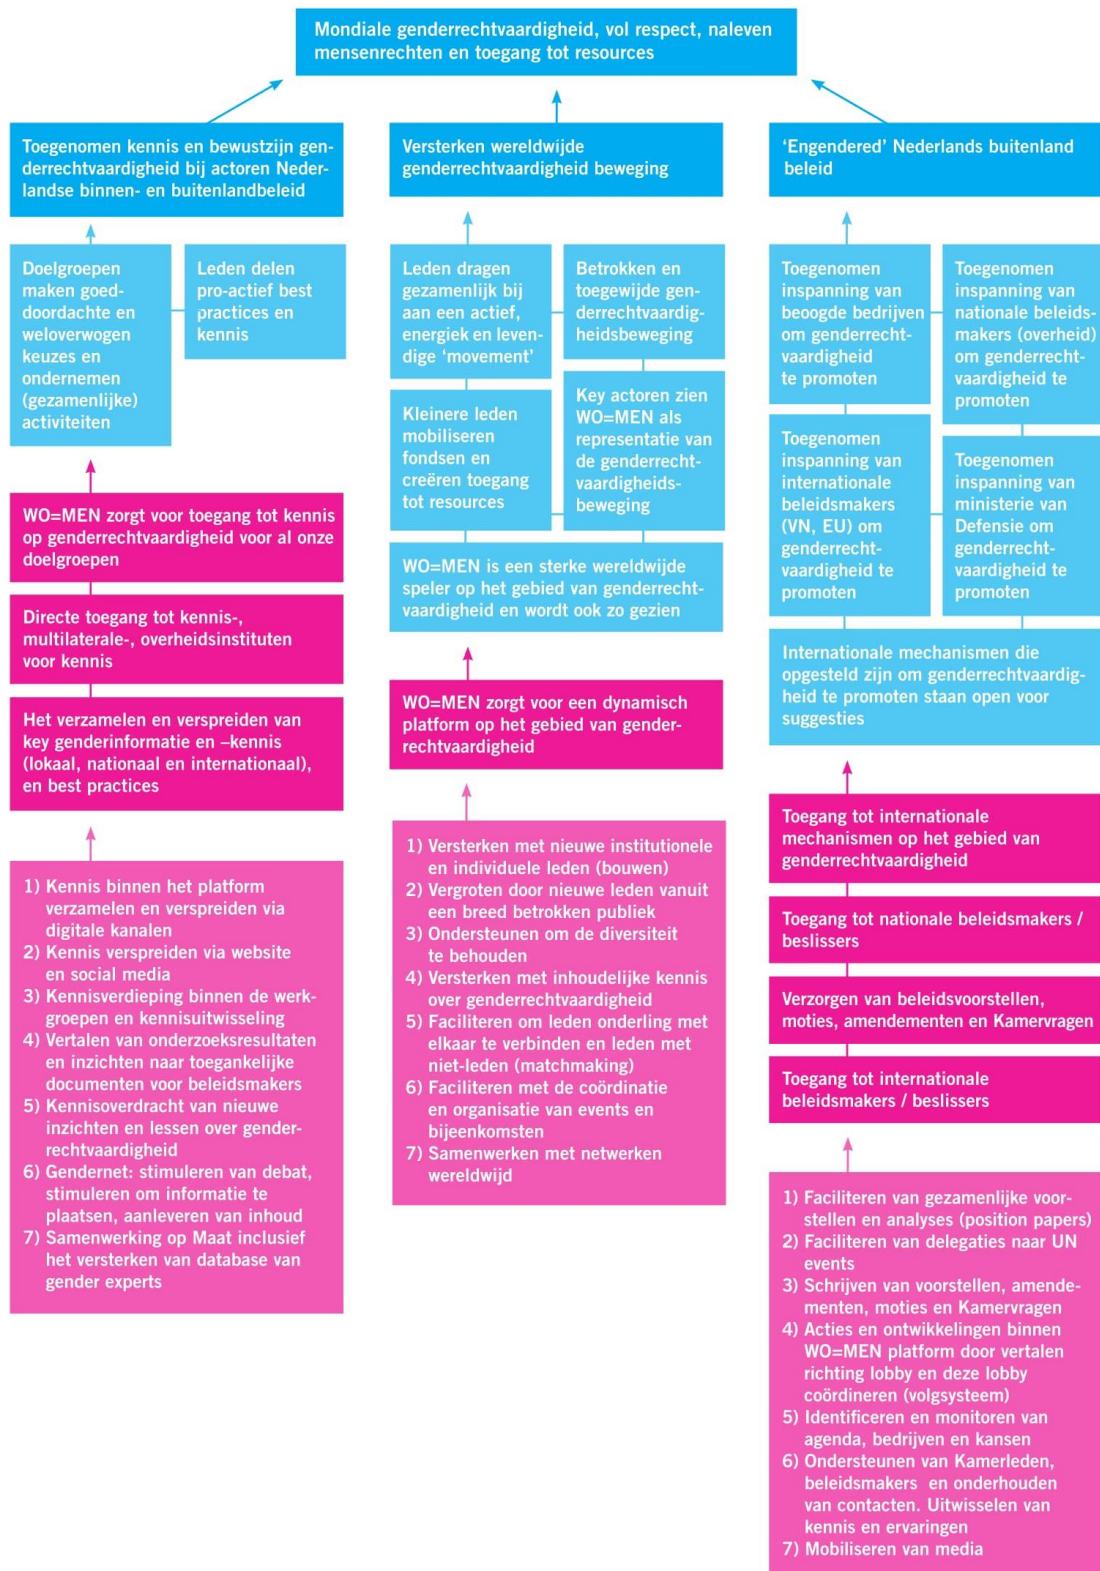 Mondiale genderrechtvaardigheid, vol respect, naleven
mensenrechten en toegang tot resources
Toegenomen kennis en bewustzijn gen-
derrechtvaardigheid bij actoren Neder-
landse binnen- en buitenlandbeleid
Doelgroepen
maken goed-
doordachte en
weloverwogen
keuzes en
ondernemen
(gezamenlijke)
activiteiten
Leden delen
pro-actief best
practices en
kennis
WO=MEN zorgt voor toegang tot kennis
op genderrechtvaardigheid voor al onze
doelgroepen
Directe toegang tot kennis-,
multilaterale-, overheidsinstituten
voor kennis
Het verzamelen en verspreiden van
key genderinformatie en –kennis
(lokaal, nationaal en internationaal),
en best practices
1) Kennis binnen het platform
verzamelen en verspreiden via
digitale kanalen
2) Kennis verspreiden via website
en social media
3) Kennisverdieping binnen de werk-
groepen en kennisuitwisseling
4) Vertalen van onderzoeksresultaten
en inzichten naar toegankelijke
documenten voor beleidsmakers
5) Kennisoverdracht van nieuwe
inzichten en lessen over gender-
rechtvaardigheid
6) Gendernet: stimuleren van debat,
stimuleren om informatie te
plaatsen, aanleveren van inhoud
7) Samenwerking op Maat inclusief
het versterken van database van
gender experts
Versterken wereldwijde
genderrechtvaardigheid beweging
Leden dragen
gezamenlijk bij
aan een actief,
energiek en leven-
dige ‘movement’
Betrokken en
toegewijde gen-
derrechtvaardig-
heidsbeweging
Kleinere leden
mobiliseren
fondsen en
creëren toegang
tot resources
Key actoren zien
WO=MEN als
representatie van
de genderrecht-
vaardigheids-
beweging
WO=MEN is een sterke wereldwijde
speler op het gebied van genderrecht-
vaardigheid en wordt ook zo gezien
WO=MEN zorgt voor een dynamisch
platform op het gebied van gender-
rechtvaardigheid
1) Versterken met nieuwe institutionele
en individuele leden (bouwen)
2) Vergroten door nieuwe leden vanuit
een breed betrokken publiek
3) Ondersteunen om de diversiteit
te behouden
4) Versterken met inhoudelijke kennis
over genderrechtvaardigheid
5) Faciliteren om leden onderling met
elkaar te verbinden en leden met
niet-leden (matchmaking)
6) Faciliteren met de coördinatie
en organisatie van events en
bijeenkomsten
7) Samenwerken met netwerken
wereldwijd
‘Engendered’ Nederlands buitenland
beleid
Toegenomen
inspanning van
beoogde bedrijven
om genderrecht-
vaardigheid
te promoten
Toegenomen
inspanning van
nationale beleids-
makers (overheid)
om genderrecht-
vaardigheid te
promoten
Toegenomen
inspanning van
internationale
beleidsmakers
(VN, EU) om
genderrecht-
vaardigheid te
promoten
Toegenomen
inspanning van
ministerie van
Defensie om
genderrecht-
vaardigheid te
promoten
Internationale mechanismen die
opgesteld zijn om genderrechtvaardig-
heid te promoten staan open voor
suggesties
Toegang tot internationale
mechanismen op het gebied van
genderrechtvaardigheid
Toegang tot nationale beleidsmakers /
beslissers
Verzorgen van beleidsvoorstellen,
moties, amendementen en Kamervragen
Toegang tot internationale
beleidsmakers / beslissers
1) Faciliteren van gezamenlijke voor-
stellen en analyses (position papers)
2) Faciliteren van delegaties naar UN
events
3) Schrijven van voorstellen, amende-
menten, moties en Kamervragen
4) Acties en ontwikkelingen binnen
WO=MEN platform door vertalen
richting lobby en deze lobby
coördineren (volgsysteem)
5) Identificeren en monitoren van
agenda, bedrijven en kansen
6) Ondersteunen van Kamerleden,
beleidsmakers en onderhouden
van contacten. Uitwisselen van
kennis en ervaringen
7) Mobiliseren van media